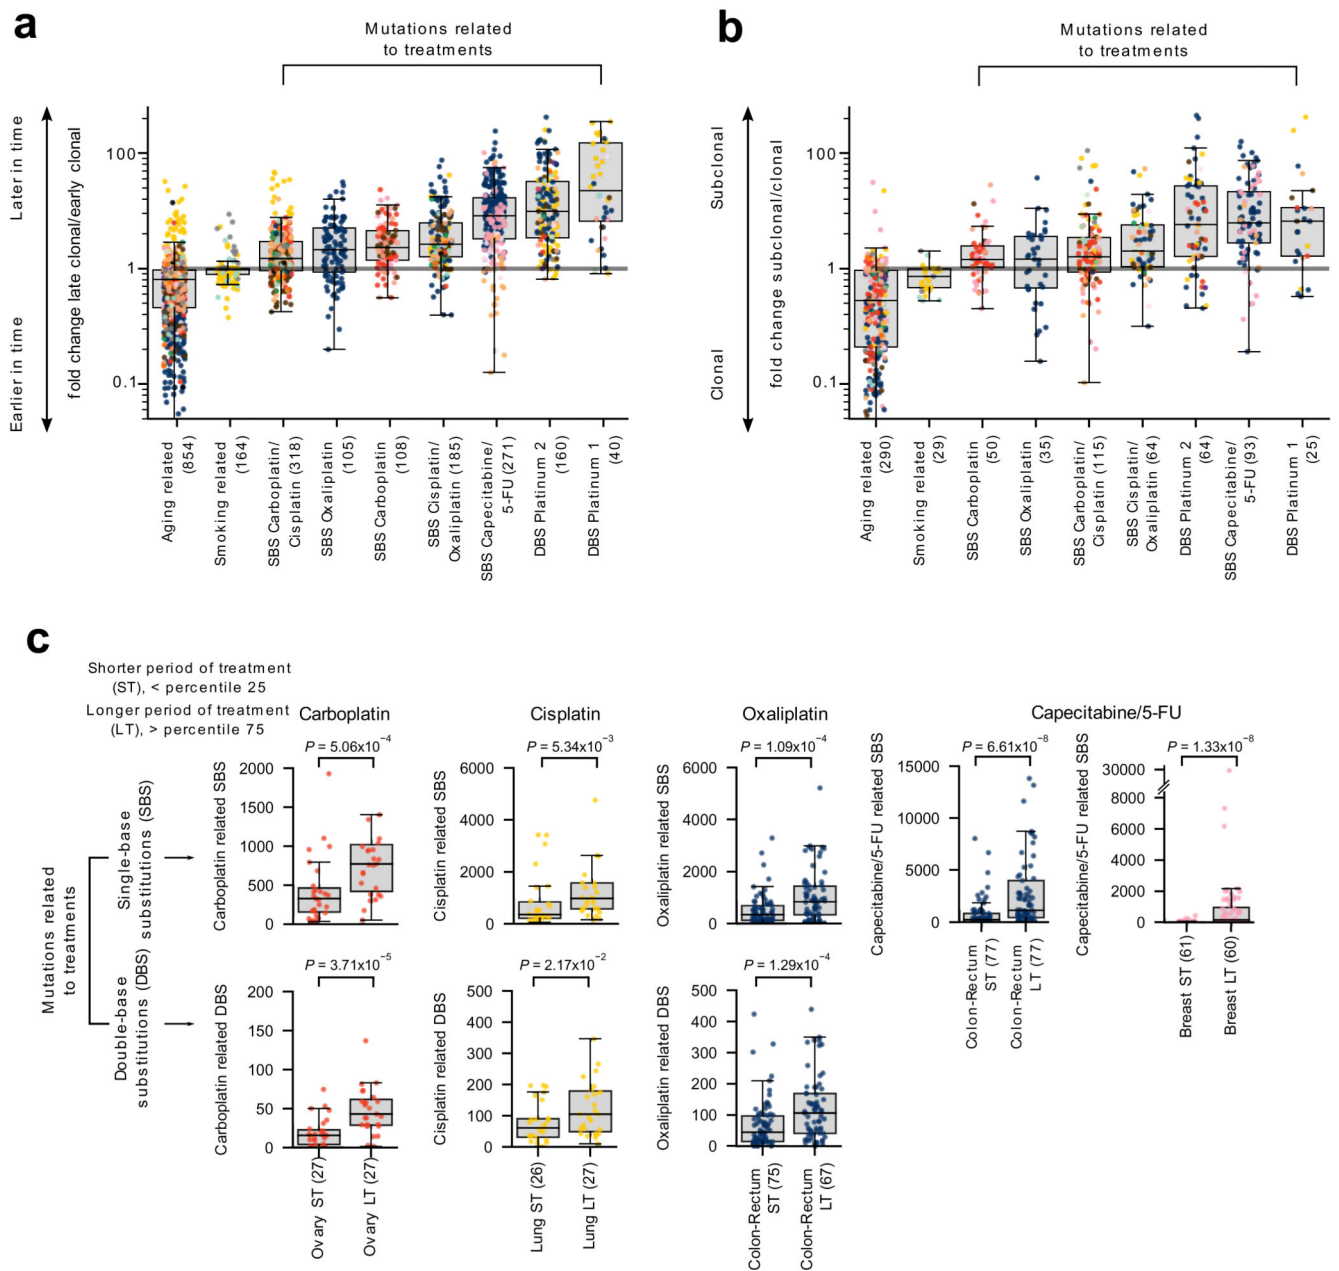 a
Mutations related
to treatments
Later in time
Earlier in time
fold change late clonal/early clonal
100
1
0.1
Aging related
(854)
Smoking related
(164)
SBS Carboplatin/
Cisplatin (318)
SBS Oxaliplatin
(105)
SBS Carboplatin
(108)
SBS Cisplatin/
Oxaliplatin (185)
SBS Capecitabine/
5-FU (271)
DBS Platinum 2
(160)
DBS Platinum 1
(40)
b
Mutations related
to treatments
Subclonal
Clonal
fold change subclonal/clonal
100
1
0.1
Aging related
(290)
Smoking related
(29)
SBS Carboplatin
(50)
SBS Oxaliplatin
(35)
SBS Carboplatin/
Cisplatin (115)
SBS Cisplatin/
Oxaliplatin (64)
DBS Platinum 2
(64)
SBS Capecitabine/
5-FU (93)
DBS Platinum 1
(25)
c
Shorter period of treatment
(ST), < percentile 25
Longer period of treatment
(LT), > percentile 75
Mutations related
to treatments
Single-base
substitutions (SBS)
Double-base
substitutions (DBS)
Carboplatin
P = 5.06x10⁻⁴
Carboplatin related SBS
2000
1500
1000
500
0
Cisplatin
P = 5.34x10⁻³
Cisplatin related SBS
6000
4000
2000
0
Oxaliplatin
P = 1.09x10⁻⁴
Oxaliplatin related SBS
6000
4000
2000
0
Capecitabine/5-FU
P = 6.61x10⁻⁸
Capecitabine/5-FU related SBS
15000
10000
5000
0
Colon-Rectum
ST (77)
Colon-Rectum
LT (77)
P = 1.33x10⁻⁸
Capecitabine/5-FU related SBS
30000
8000
6000
4000
2000
0
Breast ST (61)
Breast LT (60)
P = 3.71x10⁻⁵
Carboplatin related DBS
200
150
100
50
0
Ovary ST (27)
Ovary LT (27)
P = 2.17x10⁻²
Cisplatin related DBS
500
400
300
200
100
0
Lung ST (26)
Lung LT (27)
P = 1.29x10⁻⁴
Oxaliplatin related DBS
500
400
300
200
100
0
Colon-Rectum
ST (75)
Colon-Rectum
LT (67)